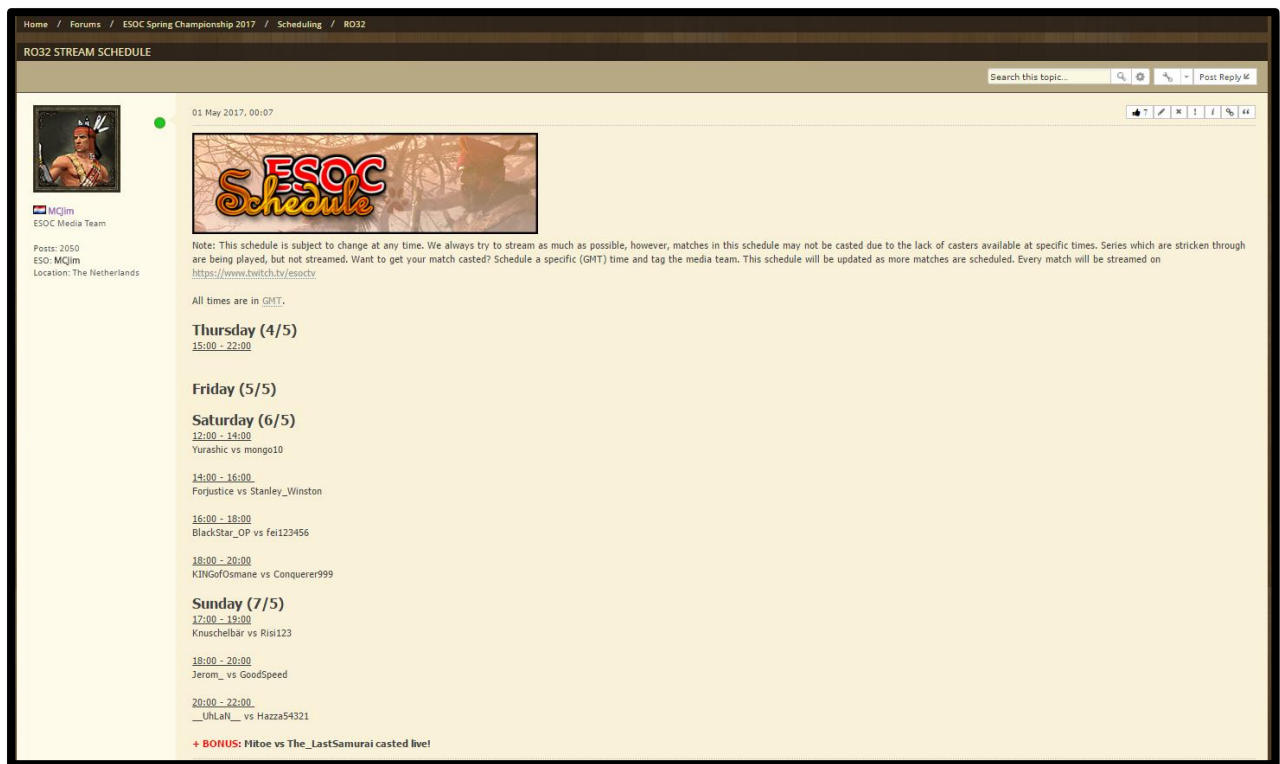 Home / Forums / ESOC Spring Championship 2017 / Scheduling / RO32
RO32 STREAM SCHEDULE
Search this topic...
Post Reply
01 May 2017, 00:07
7
ESOC
Schedule
MCJim
ESOC Media Team
Posts: 2050
ESO: MCJim
Location: The Netherlands
Note: This schedule is subject to change at any time. We always try to stream as much as possible, however, matches in this schedule may not be casted due to the lack of casters available at specific times. Series which are stricken through
are being played, but not streamed. Want to get your match casted? Schedule a specific (GMT) time and tag the media team. This schedule will be updated as more matches are scheduled. Every match will be streamed on
https://www.twitch.tv/esoctv
All times are in GMT.
Thursday (4/5)
15:00 - 22:00
Friday (5/5)
Saturday (6/5)
12:00 - 14:00
Yurashic vs mongo10
14:00 - 16:00
Forjustice vs Stanley_Winston
16:00 - 18:00
BlackStar_OP vs fei123456
18:00 - 20:00
KINGofOsmane vs Conquerer999
Sunday (7/5)
17:00 - 19:00
Knuschelbär vs Risi123
18:00 - 20:00
Jerom_ vs GoodSpeed
20:00 - 22:00
__UhLaN__ vs Hazza54321
+ BONUS: Mitoe vs The_LastSamurai casted live!